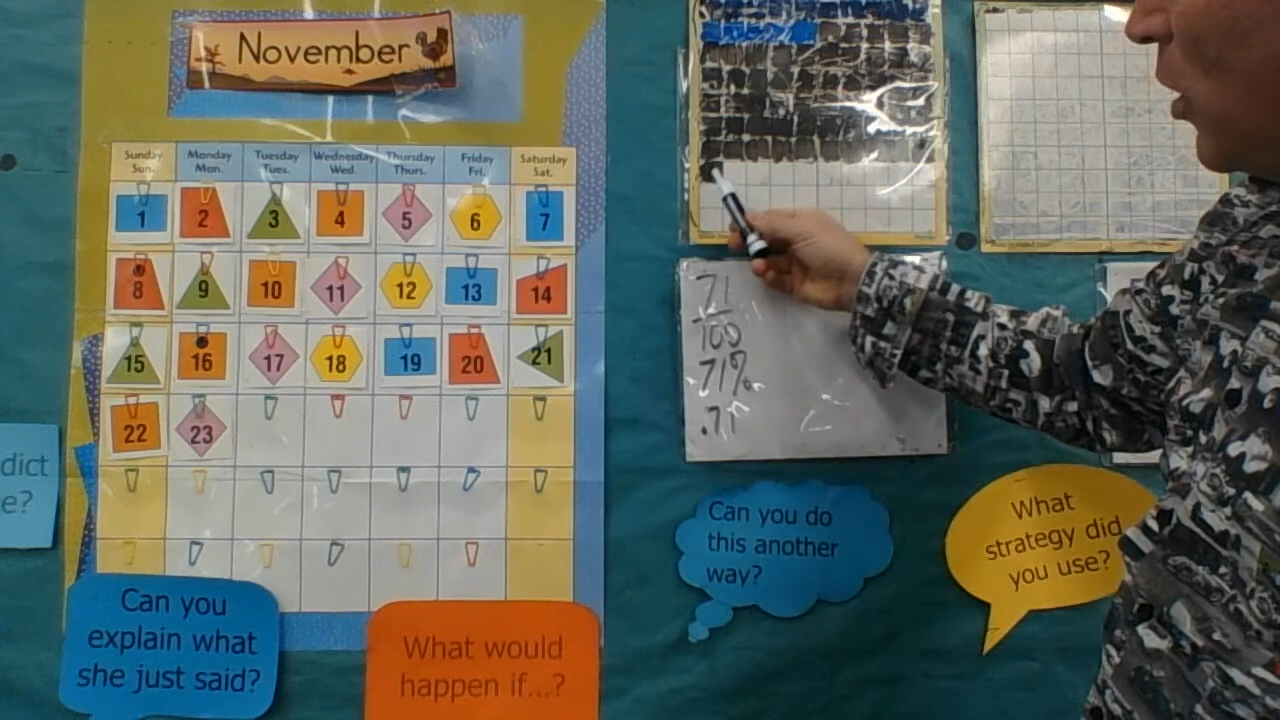 November
Sunday Monday Tuesday Wednesday Thursday Friday Saturday
Sun. Mon. Tues. Wed. Thurs. Fri. Sat.
1 2 3 4 5 6 7
8 9 10 11 12 13 14
15 16 17 18 19 20 21
22 23
71
100
71%
.71
dict
e?
Can you
explain what
she just said?
What would
happen if...?
Can you do
this another
way?
What
strategy did
you use?